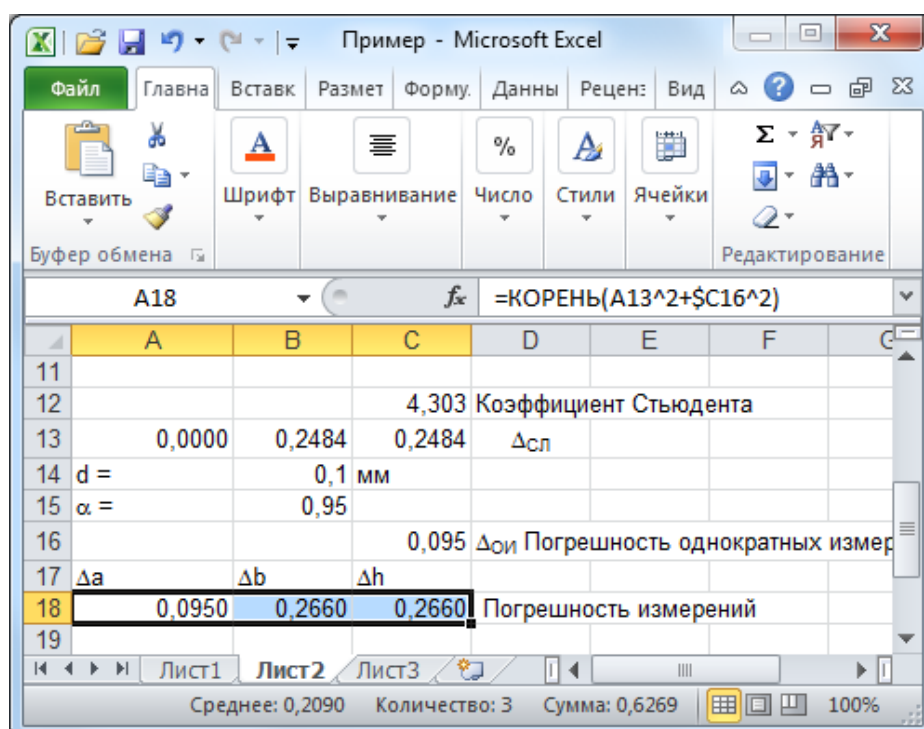 Пример - Microsoft Excel
Файл Главна Вставк Размет Форму. Данны Реценз Вид
Вставить Шрифт Выравнивание Число Стили Ячейки
Буфер обмена Редактирование
A18 fx =КОРЕНЬ(A13^2+$C16^2)
A B C D E F G
11
12 4,303 Коэффициент Стьюдента
13 0,0000 0,2484 0,2484 ΔСЛ
14 d = 0,1 мм
15 α = 0,95
16 0,095 ΔОИ Погрешность однократных измер
17 Δa Δb Δh
18 0,0950 0,2660 0,2660 Погрешность измерений
19
Лист1 Лист2 Лист3
Среднее: 0,2090 Количество: 3 Сумма: 0,6269 100%